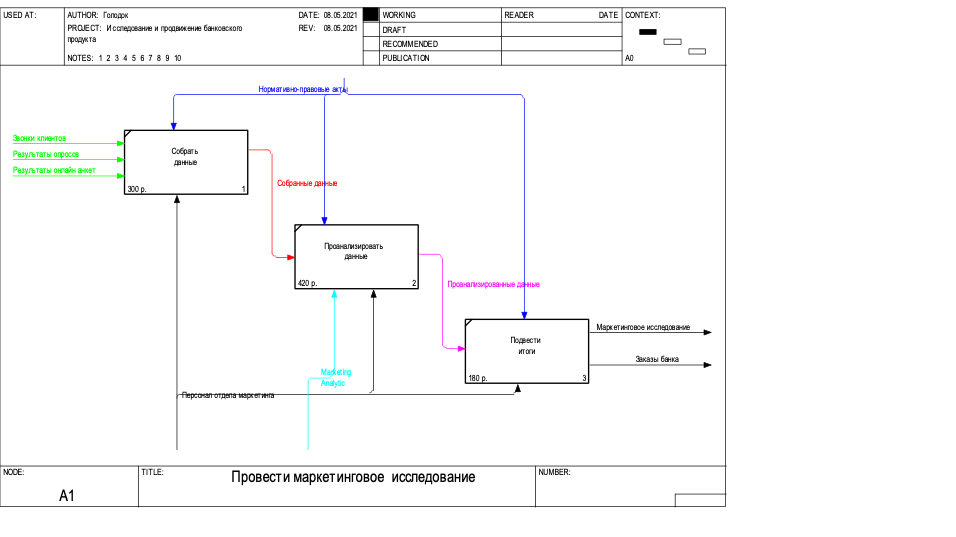 USED AT:
AUTHOR: Голодок
DATE: 08.05.2021
WORKING
READER
DATE
CONTEXT:
PROJECT: Исследование и продвижение банковского
продукта
REV: 08.05.2021
DRAFT
RECOMMENDED
NOTES: 1 2 3 4 5 6 7 8 9 10
PUBLICATION
A0
Нормативно-правовые акты
Звонки клиентов
Результаты опросов
Результаты онлайн анкет
Собрать
данные
300 р.
1
Собранные данные
Проанализировать
данные
420 р.
2
Проанализированные данные
Подвести
итоги
180 р.
3
Маркетинговое исследование
Заказы банка
Marketing
Analytic
Персонал отдела маркетинга
NODE:
A1
TITLE:
Провести маркетинговое исследование
NUMBER: